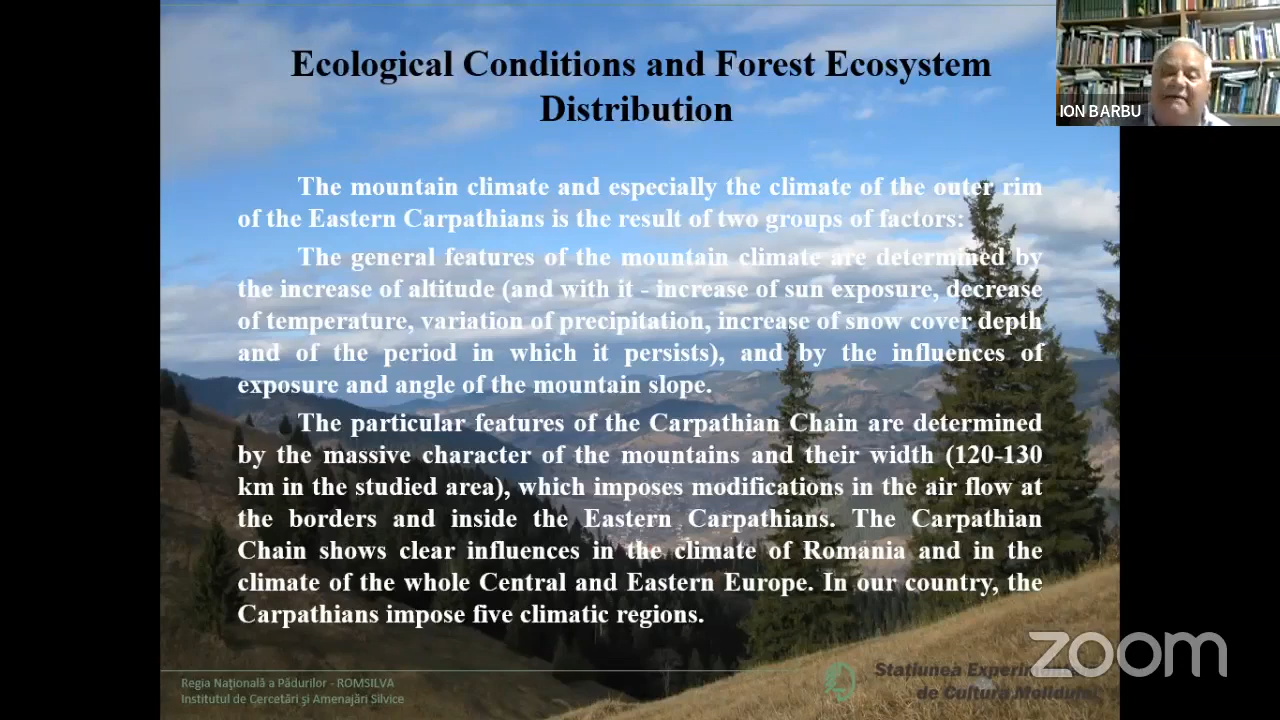 Ecological Conditions and Forest Ecosystem
Distribution
ION BARBU
The mountain climate and especially the climate of the outer rim
of the Eastern Carpathians is the result of two groups of factors:
The general features of the mountain climate are determined by
the increase of altitude (and with it - increase of sun exposure, decrease
of temperature, variation of precipitation, increase of snow cover depth
and of the period in which it persists), and by the influences of
exposure and angle of the mountain slope.
The particular features of the Carpathian Chain are determined
by the massive character of the mountains and their width (120-130
km in the studied area), which imposes modifications in the air flow at
the borders and inside the Eastern Carpathians. The Carpathian
Chain shows clear influences in the climate of Romania and in the
climate of the whole Central and Eastern Europe. In our country, the
Carpathians impose five climatic regions.
Regia Naţională a Pădurilor - ROMSILVA
Institutul de Cercetări şi Amenajări Silvice
Staţiunea
de Cultura Molidului
zoom